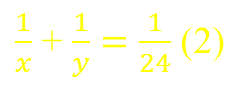 1/x + 1/y = 1/24 (2)